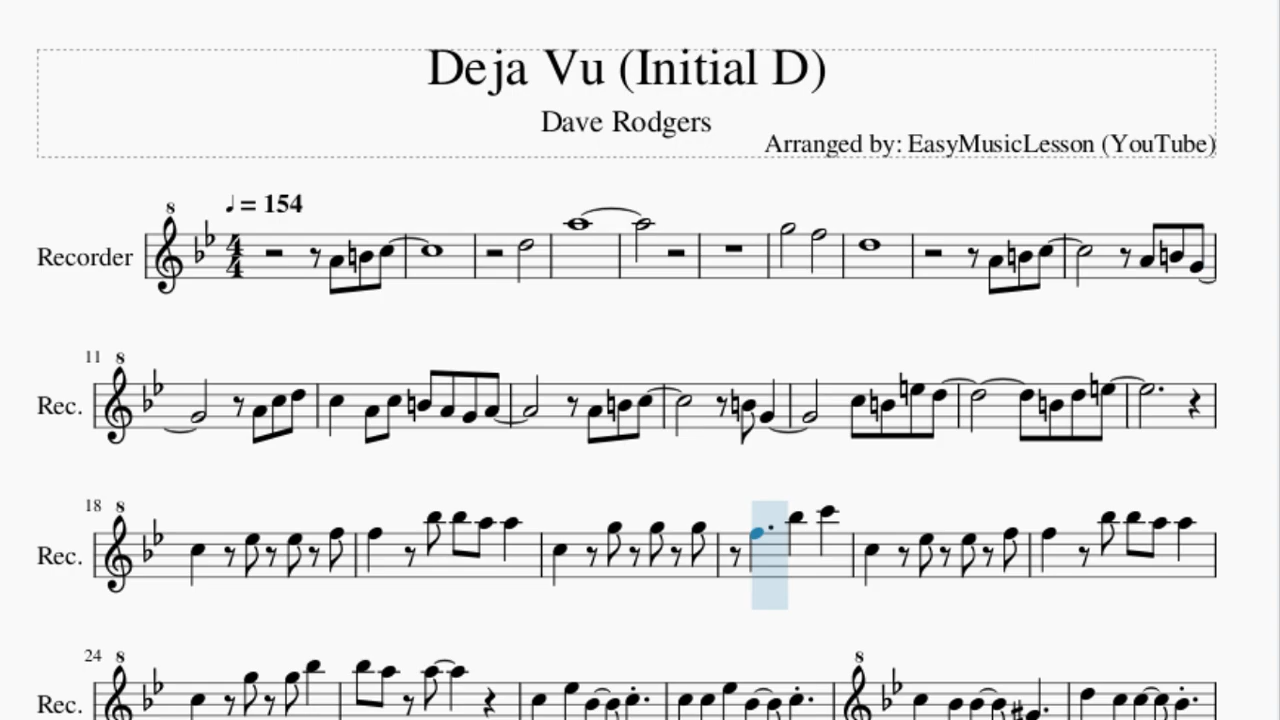 Deja Vu (Initial D)
Dave Rodgers
Arranged by: EasyMusicLesson (YouTube)
8
♩ = 154
Recorder
4
4
11
8
Rec.
18
8
Rec.
24
8
8
Rec.